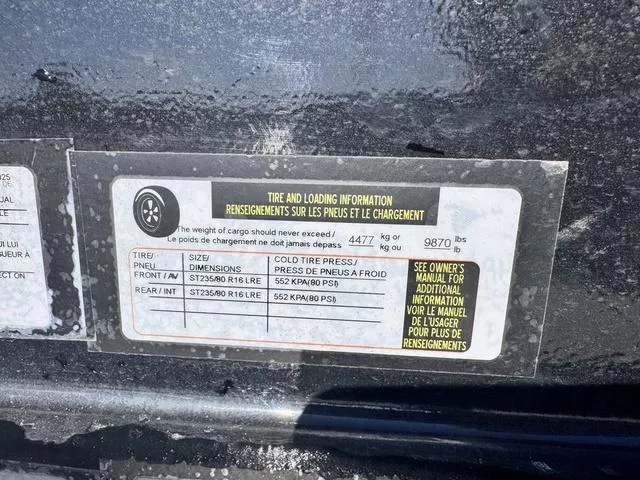 TIRE AND LOADING INFORMATION
RENSEIGNEMENTS SUR LES PNEUS ET LE CHARGEMENT
The weight of cargo should never exceed / 4477 kg or 9870 lbs
Le poids de chargement ne doit jamais depass kg ou lb
TIRE/ SIZE/ COLD TIRE PRESS./
PNEU DIMENSIONS PRESS DE PNEUS A FROID
FRONT / AV ST235/80 R16 LRE 552 KPA(80 PSI)
REAR / INT ST235/80 R16 LRE 552 KPA(80 PSI)
SEE OWNER'S
MANUAL FOR
ADDITIONAL
INFORMATION
VOIR LE MANUEL
DE L'USAGER
POUR PLUS DE
RENSEIGNEMENTS